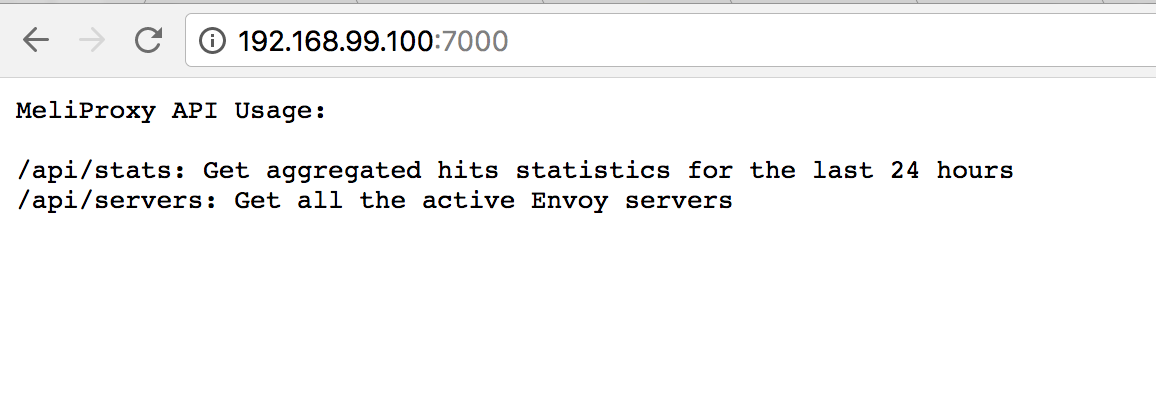 192.168.99.100:7000
MeliProxy API Usage:
/api/stats: Get aggregated hits statistics for the last 24 hours
/api/servers: Get all the active Envoy servers